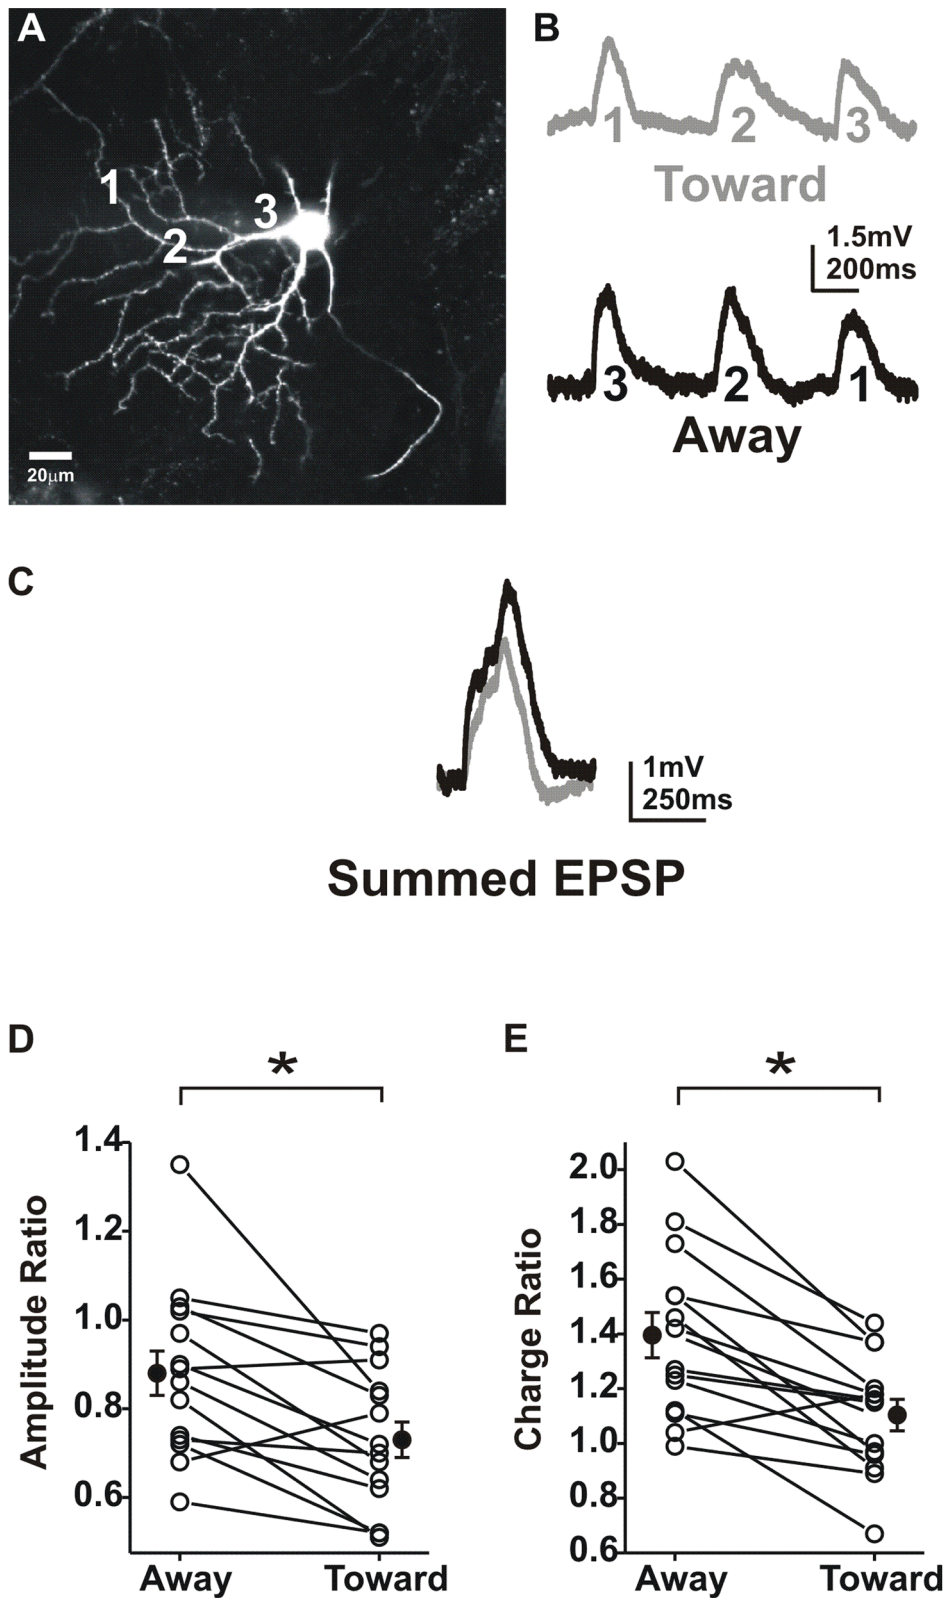 A
1
2
3
20μm
B
1 2 3
Toward
1.5mV
200ms
3 2 1
Away
C
1mV
250ms
Summed EPSP
D
*
Amplitude Ratio
1.4
1.2
1.0
0.8
0.6
Away Toward
E
*
Charge Ratio
2.0
1.8
1.6
1.4
1.2
1.0
0.8
0.6
Away Toward